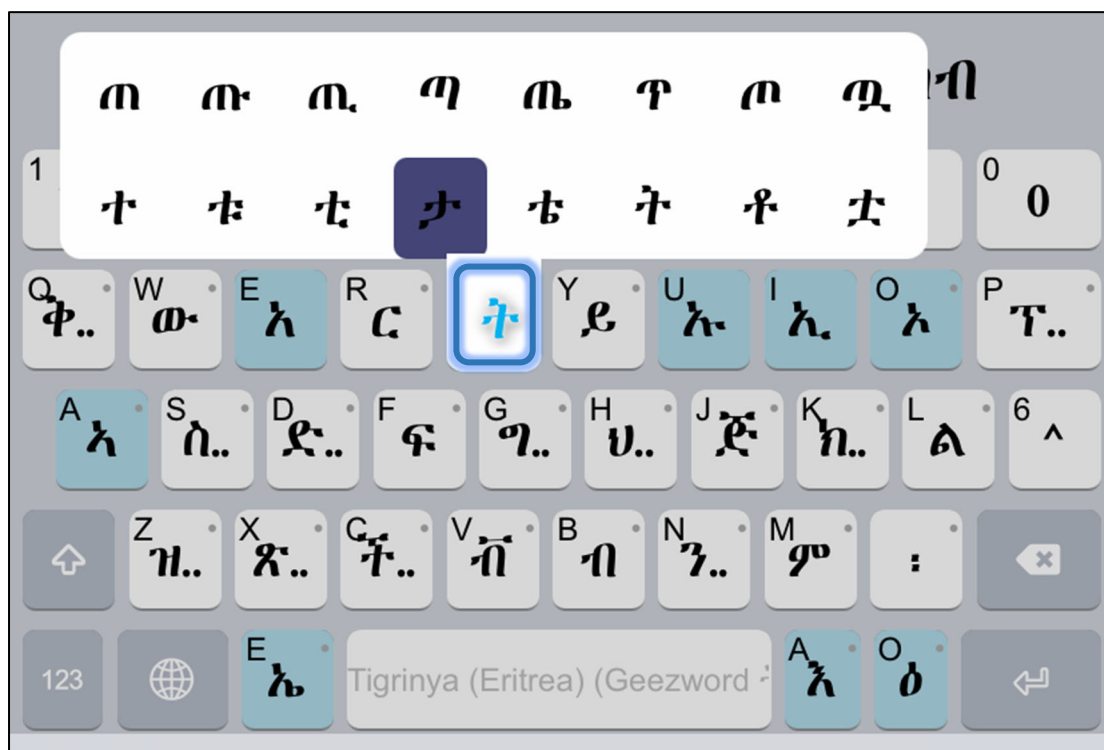 ጠ ጡ ጢ ጣ ጤ ጥ ጦ ጧ
ብ
ተ ቱ ቲ ታ ቴ ት ቶ ቷ
1 0 0
Q ቅ.. W ው E አ R ር ት Y ይ U ኡ I ኢ O ኦ P ፕ..
A ኣ S ስ.. D ድ.. F ፍ G ግ.. H ህ.. J ጅ K ክ.. L ል 6 ^
Z ዝ.. X ጽ.. C ች.. V ቭ B ብ N ን.. M ም ፡
123 E ኤ Tigrinya (Eritrea) (Geezword A እ O ዕ